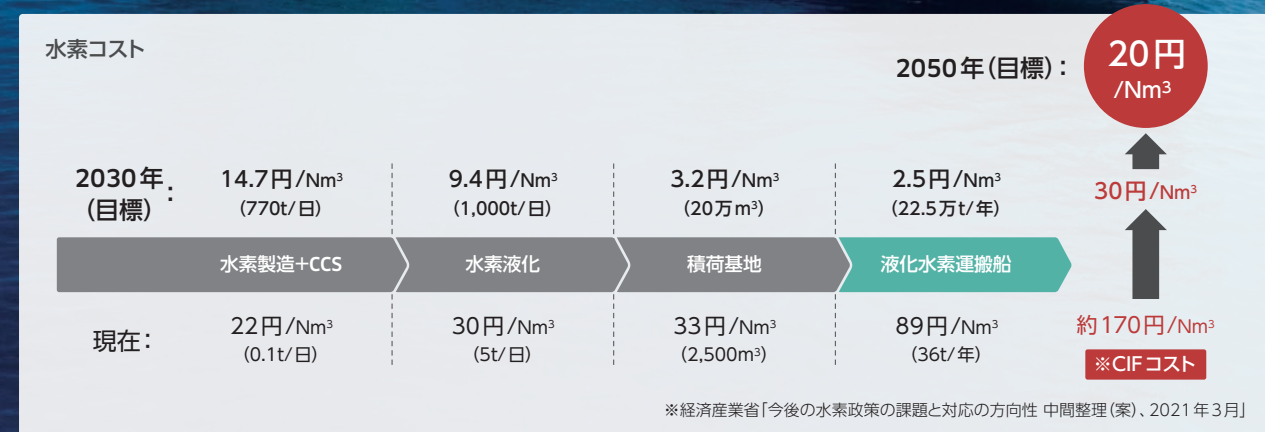 水素コスト
2050年(目標):
20円
/Nm³
2030年
(目標)
:
14.7円/Nm³
(770t/日)
9.4円/Nm³
(1,000t/日)
3.2円/Nm³
(20万m³)
2.5円/Nm³
(22.5万t/年)
30円/Nm³
水素製造+CCS
水素液化
積荷基地
液化水素運搬船
現在:
22円/Nm³
(0.1t/日)
30円/Nm³
(5t/日)
33円/Nm³
(2,500m³)
89円/Nm³
(36t/年)
約170円/Nm³
※CIFコスト
※経済産業省「今後の水素政策の課題と対応の方向性 中間整理(案)、2021年3月」